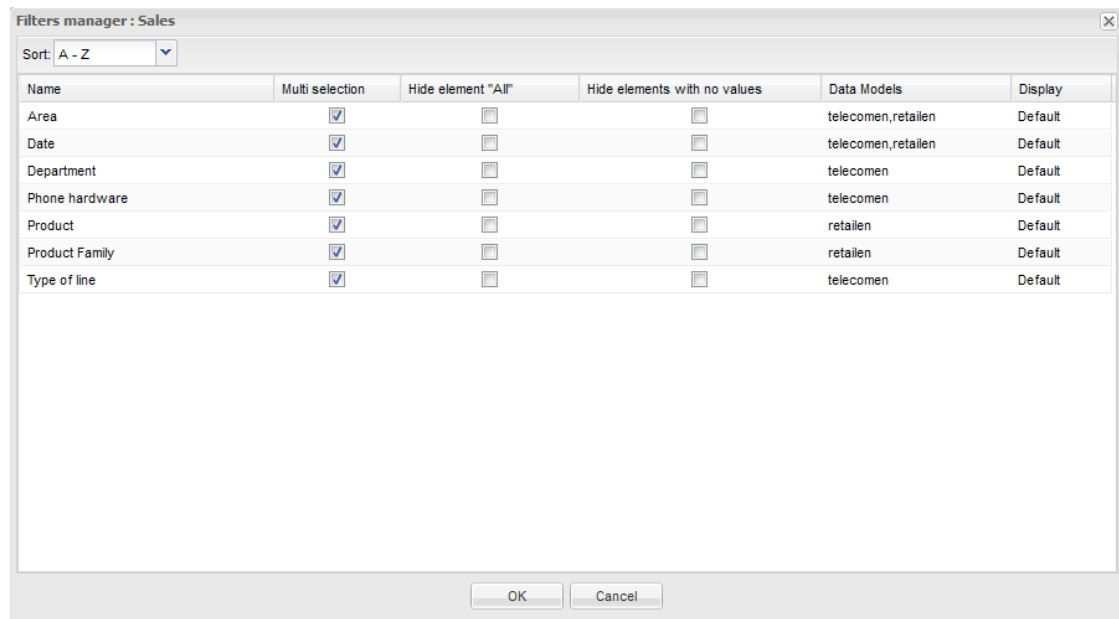 Filters manager : Sales
Sort: A - Z
Name Multi selection Hide element "All" Hide elements with no values Data Models Display
Area telecomen,retailen Default
Date telecomen,retailen Default
Department telecomen Default
Phone hardware telecomen Default
Product retailen Default
Product Family retailen Default
Type of line telecomen Default
OK Cancel